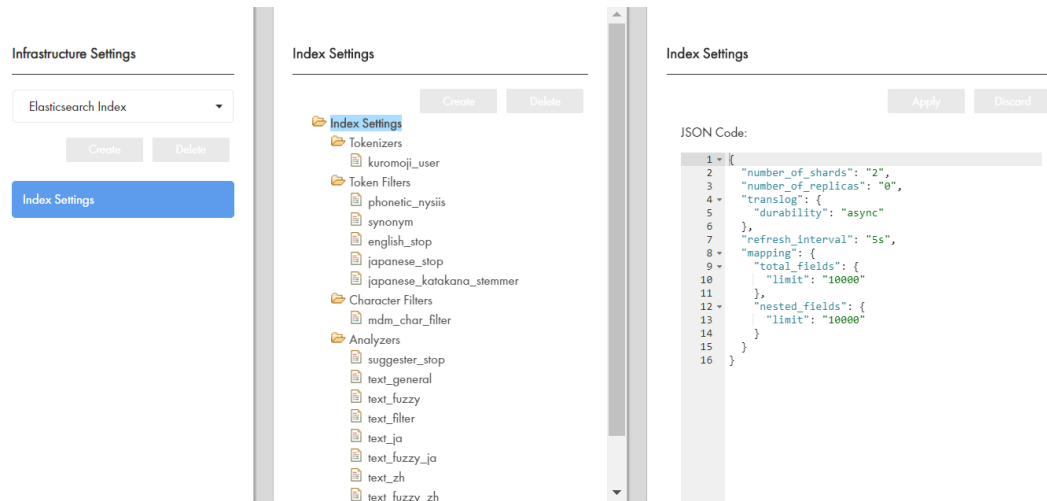 Infrastructure Settings
Elasticsearch Index
Create Delete
Index Settings
Index Settings
Create Delete
Index Settings
Tokenizers
kuromoji_user
Token Filters
phonetic_nysiis
synonym
english_stop
japanese_stop
japanese_katakana_stemmer
Character Filters
mdm_char_filter
Analyzers
suggester_stop
text_general
text_fuzzy
text_filter
text_ja
text_fuzzy_ja
text_zh
text_fuzzy_zh
Index Settings
Apply Discard
JSON Code:
1 {
2 "number_of_shards": "2",
3 "number_of_replicas": "0",
4 "translog": {
5 "durability": "async"
6 },
7 "refresh_interval": "5s",
8 "mapping": {
9 "total_fields": {
10 "limit": "10000"
11 },
12 "nested_fields": {
13 "limit": "10000"
14 }
15 }
16 }